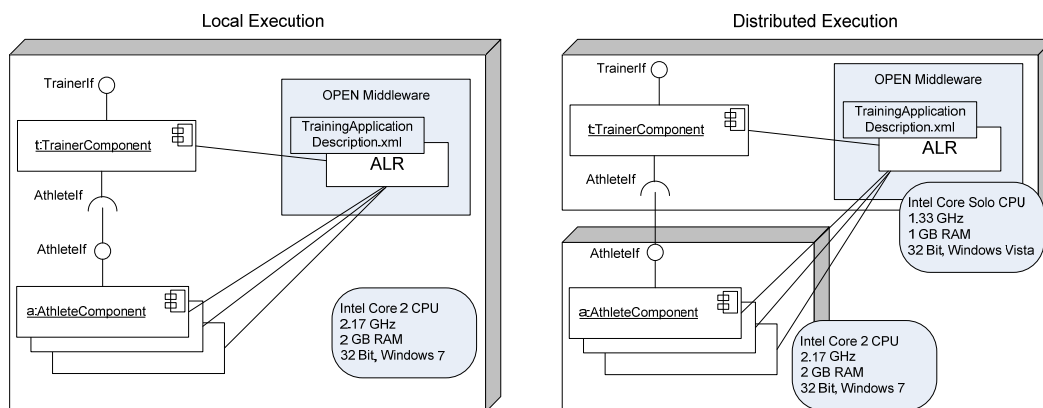 Local Execution
TrainerIf
t:TrainerComponent
AthleteIf
AthleteIf
a:AthleteComponent
OPEN Middleware
TrainingApplication
Description.xml
ALR
Intel Core 2 CPU
2.17 GHz
2 GB RAM
32 Bit, Windows 7
Distributed Execution
TrainerIf
t:TrainerComponent
AthleteIf
OPEN Middleware
TrainingApplication
Description.xml
ALR
Intel Core Solo CPU
1.33 GHz
1 GB RAM
32 Bit, Windows Vista
AthleteIf
a:AthleteComponent
Intel Core 2 CPU
2.17 GHz
2 GB RAM
32 Bit, Windows 7